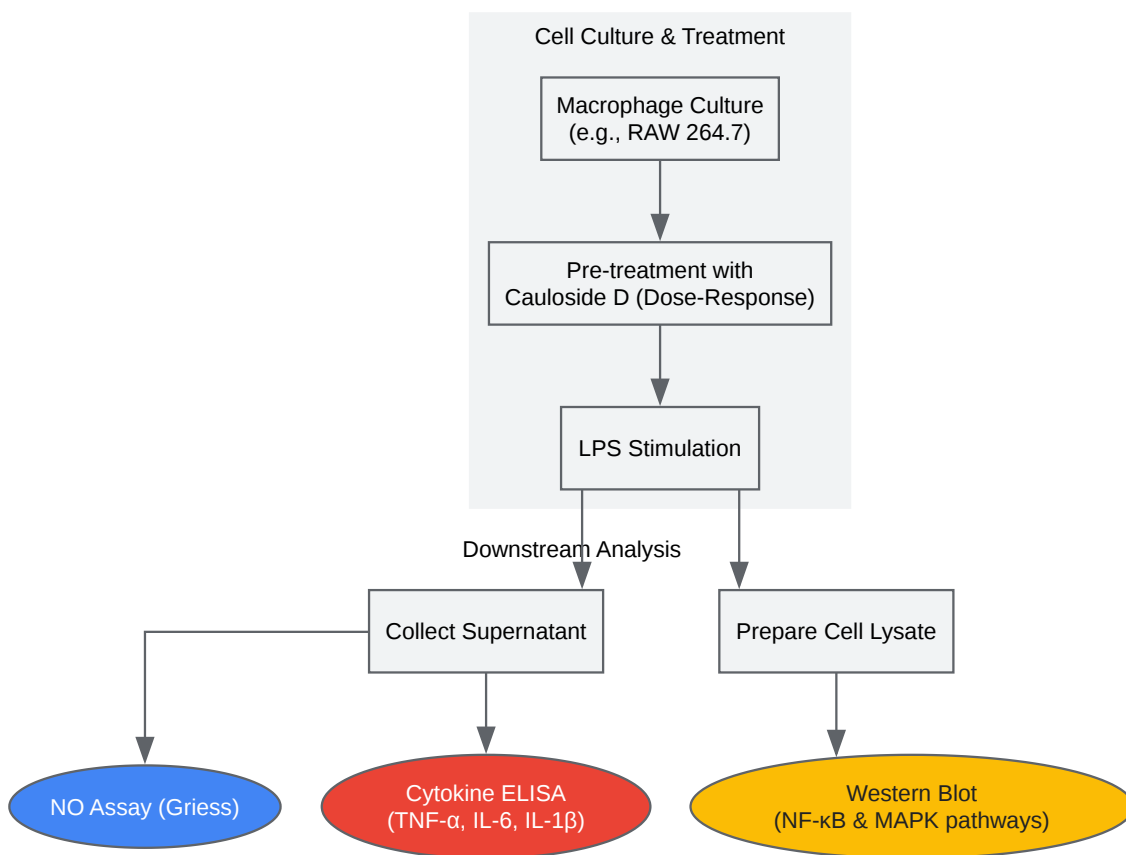 Cell Culture & Treatment
Macrophage Culture
(e.g., RAW 264.7)
Pre-treatment with
Cauloside D (Dose-Response)
LPS Stimulation
Downstream Analysis
Collect Supernatant
Prepare Cell Lysate
NO Assay (Griess)
Cytokine ELISA
(TNF-α, IL-6, IL-1β)
Western Blot
(NF-κB & MAPK pathways)